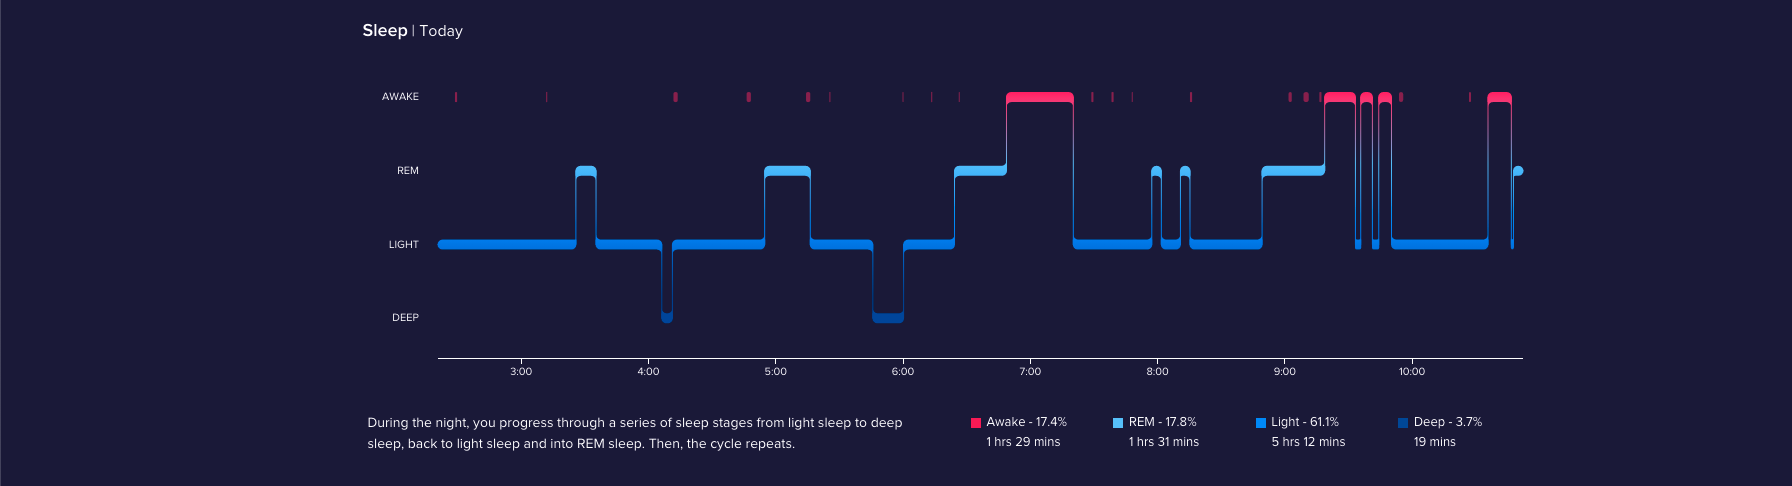 Sleep | Today
AWAKE
REM
LIGHT
DEEP
3:00 4:00 5:00 6:00 7:00 8:00 9:00 10:00
During the night, you progress through a series of sleep stages from light sleep to deep
sleep, back to light sleep and into REM sleep. Then, the cycle repeats.
Awake - 17.4%
1 hrs 29 mins
REM - 17.8%
1 hrs 31 mins
Light - 61.1%
5 hrs 12 mins
Deep - 3.7%
19 mins